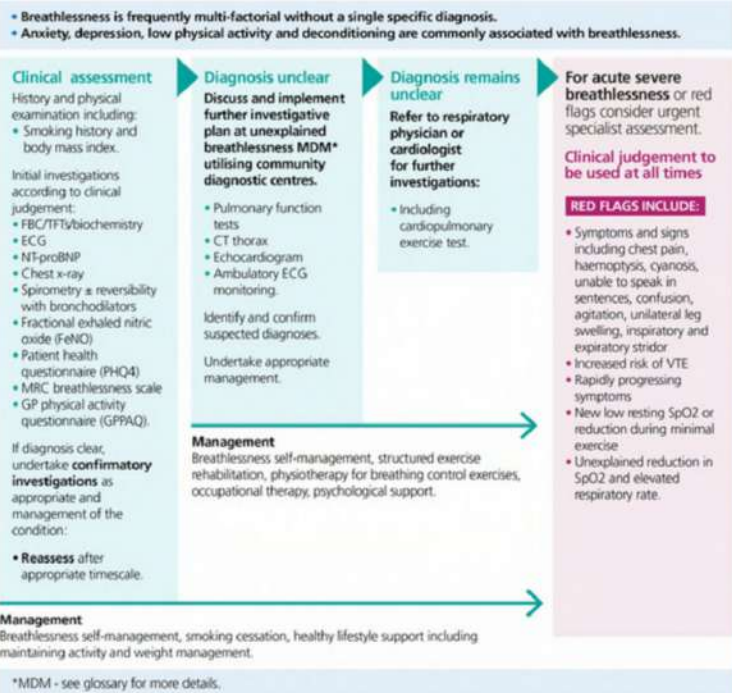 • Breathlessness is frequently multi-factorial without a single specific diagnosis.
• Anxiety, depression, low physical activity and deconditioning are commonly associated with breathlessness.
Clinical assessment
History and physical
examination including:
• Smoking history and
body mass index.
Initial investigations
according to clinical
judgement:
• FBC/TFTs/biochemistry
• ECG
• NT-proBNP
• Chest x-ray
• Spirometry ± reversibility
with bronchodilators
• Fractional exhaled nitric
oxide (FeNO)
• Patient health
questionnaire (PHQ4)
• MRC breathlessness scale
• GP physical activity
questionnaire (GPPAQ).
If diagnosis clear,
undertake confirmatory
investigations as
appropriate and
management of the
condition:
• Reassess after
appropriate timescale.
Diagnosis unclear
Discuss and implement
further investigative
plan at unexplained
breathlessness MDM*
utilising community
diagnostic centres.
• Pulmonary function
tests
• CT thorax
• Echocardiogram
• Ambulatory ECG
monitoring.
Identify and confirm
suspected diagnoses.
Undertake appropriate
management.
Diagnosis remains
unclear
Refer to respiratory
physician or
cardiologist
for further
investigations:
• Including
cardiopulmonary
exercise test.
Management
Breathlessness self-management, structured exercise
rehabilitation, physiotherapy for breathing control exercises,
occupational therapy, psychological support.
For acute severe
breathlessness or red
flags consider urgent
specialist assessment.
Clinical judgement to
be used at all times
RED FLAGS INCLUDE:
• Symptoms and signs
including chest pain,
haemoptysis, cyanosis,
unable to speak in
sentences, confusion,
agitation, unilateral leg
swelling, inspiratory and
expiratory stridor
• Increased risk of VTE
• Rapidly progressing
symptoms
• New low resting SpO2 or
reduction during minimal
exercise
• Unexplained reduction in
SpO2 and elevated
respiratory rate.
Management
Breathlessness self-management, smoking cessation, healthy lifestyle support including
maintaining activity and weight management.
*MDM - see glossary for more details.